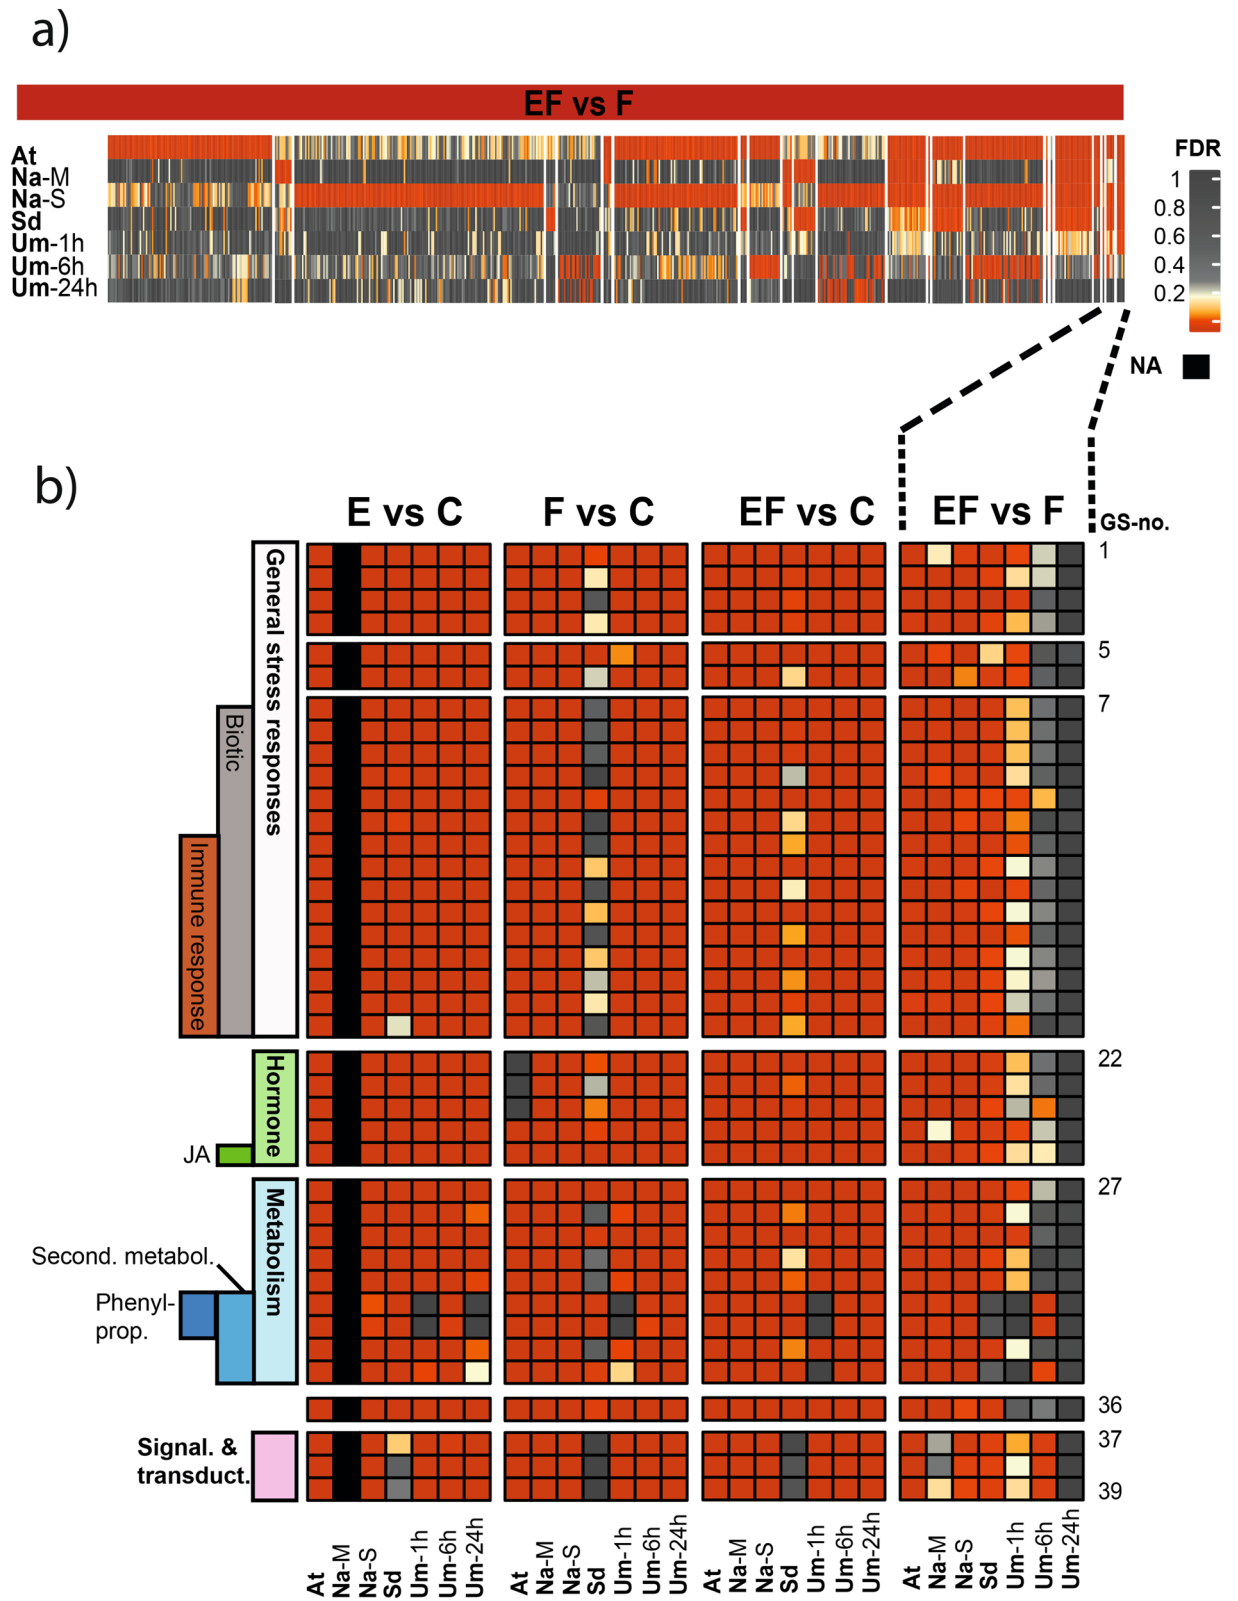 a)
EF vs F
At
Na-M
Na-S
Sd
Um-1h
Um-6h
Um-24h
FDR
1
0.8
0.6
0.4
0.2
NA
b)
E vs C
F vs C
EF vs C
EF vs F
GS-no.
General stress responses
Biotic
Immune response
1
5
7
Hormone
JA
22
Metabolism
Second. metabol.
Phenyl-
prop.
27
36
Signal. &
transduct.
37
39
At
Na-M
Na-S
Sd
Um-1h
Um-6h
Um-24h
At
Na-M
Na-S
Sd
Um-1h
Um-6h
Um-24h
At
Na-M
Na-S
Sd
Um-1h
Um-6h
Um-24h
At
Na-M
Na-S
Sd
Um-1h
Um-6h
Um-24h